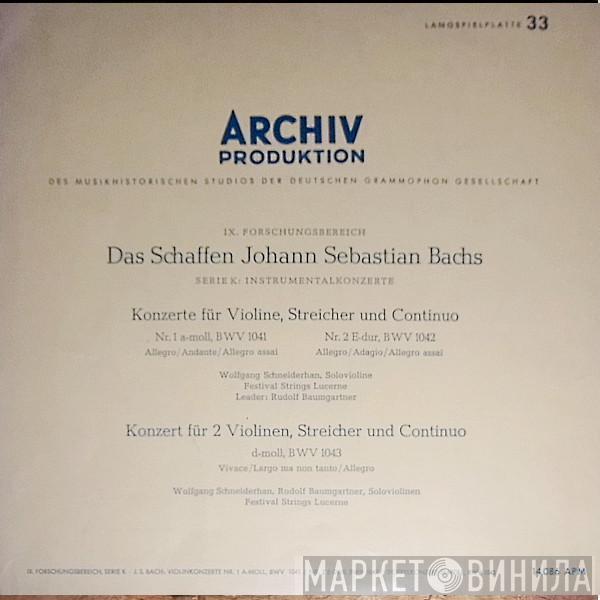 LANGSPIELPLATTE 33
ARCHIV
PRODUKTION
DES MUSIKHISTORISCHEN STUDIOS DER DEUTSCHEN GRAMMOPHON GESELLSCHAFT
IX. FORSCHUNGSBEREICH
Das Schaffen Johann Sebastian Bachs
SERIE K: INSTRUMENTALKONZERTE
Konzerte für Violine, Streicher und Continuo
Nr. 1 a-moll, BWV 1041 Nr. 2 E-dur, BWV 1042
Allegro/Andante/Allegro assai Allegro/Adagio/Allegro assai
Wolfgang Schneiderhan, Solovioline
Festival Strings Lucerne
Leader: Rudolf Baumgartner
Konzert für 2 Violinen, Streicher und Continuo
d-moll, BWV 1043
Vivace/Largo ma non tanto/Allegro
Wolfgang Schneiderhan, Rudolf Baumgartner, Soloviolinen
Festival Strings Lucerne
IX. FORSCHUNGSBEREICH, SERIE K · J. S. BACH: VIOLINKONZERTE NR. 1 A-MOLL, BWV 14 086 APM
МАРКЕТ ВИНИЛА